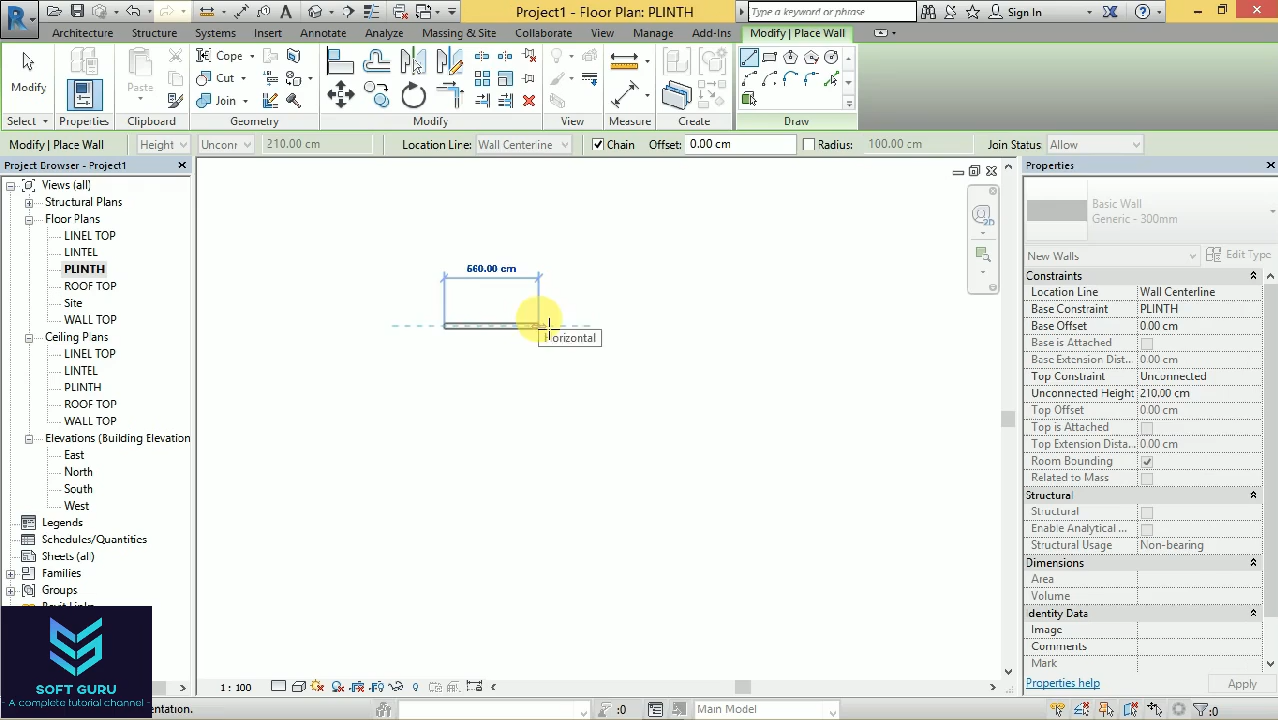 Project1 - Floor Plan: PLINTH
Type a keyword or phrase
Sign In
Architecture Structure Systems Insert Annotate Analyze Massing & Site Collaborate View Manage Add-Ins Modify | Place Wall
Modify
Paste
Cope
Cut
Join
Select Properties Clipboard Geometry Modify View Measure Create Draw
Modify | Place Wall Height Unconr 210.00 cm Location Line: Wall Centerline Chain Offset: 0.00 cm Radius: 100.00 cm Join Status: Allow
Project Browser - Project1
Views (all)
Structural Plans
Floor Plans
LINEL TOP
LINTEL
PLINTH
ROOF TOP
Site
WALL TOP
Ceiling Plans
LINEL TOP
LINTEL
PLINTH
ROOF TOP
WALL TOP
Elevations (Building Elevation
East
North
South
West
Legends
Schedules/Quantities
Sheets (all)
Families
Groups
SOFT GURU
- A complete tutorial channel -
560.00 cm
Horizontal
2D
Properties
Basic Wall
Generic - 300mm
New Walls Edit Type
Constraints
Location Line Wall Centerline
Base Constraint PLINTH
Base Offset 0.00 cm
Base is Attached
Base Extension Dist... 0.00 cm
Top Constraint Unconnected
Unconnected Height 210.00 cm
Top Offset 0.00 cm
Top is Attached
Top Extension Dista... 0.00 cm
Room Bounding
Related to Mass
Structural
Structural
Enable Analytical ...
Structural Usage Non-bearing
Dimensions
Area
Volume
Identity Data
Image
Comments
Mark
Properties help Apply
1 : 100
entation. :0 Main Model :0